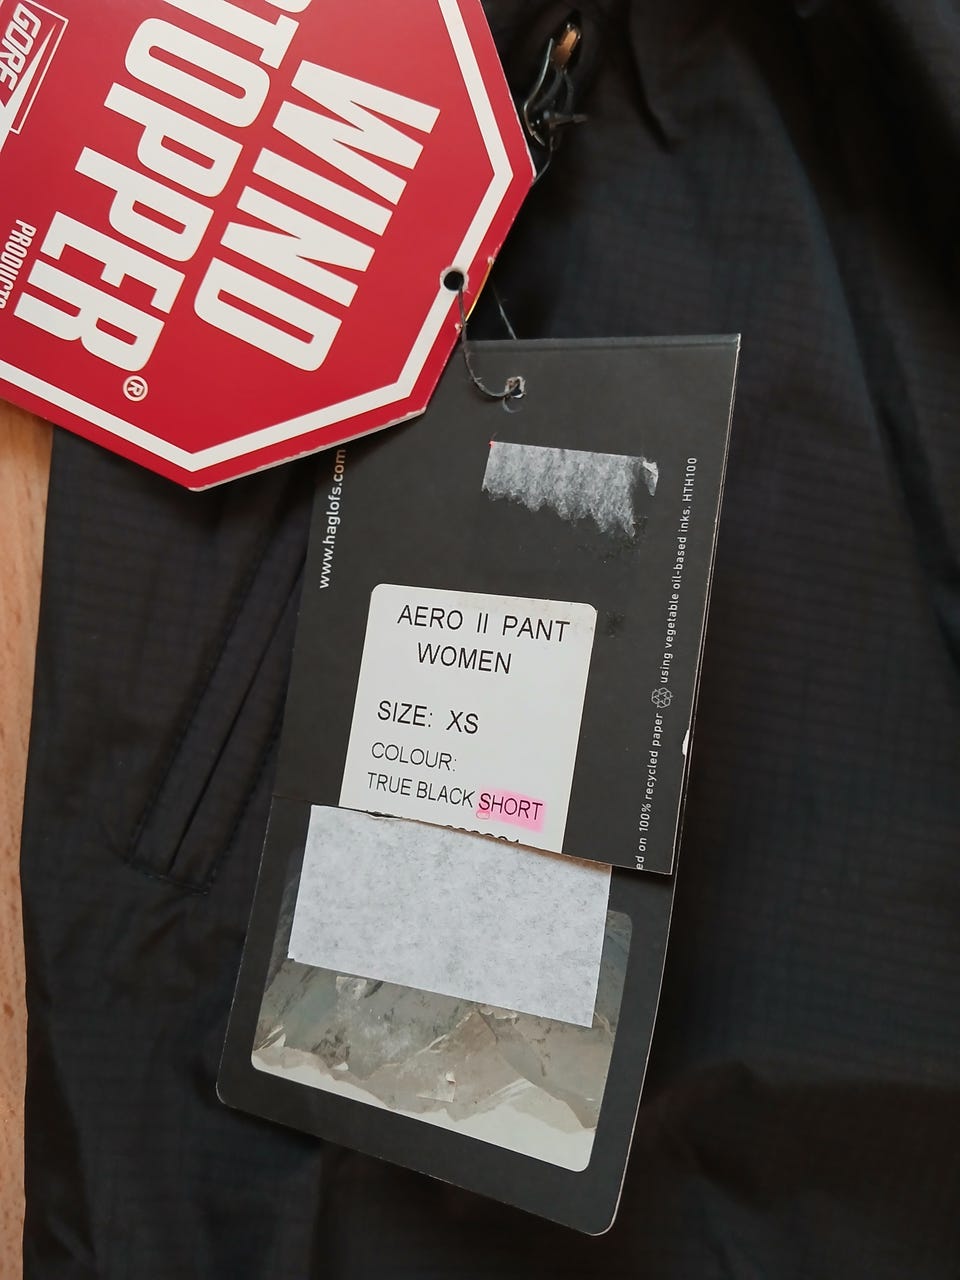 GORE
WIND
STOPPER®
PRODUCTS
www.haglofs.com
AERO II PANT
WOMEN
SIZE: XS
COLOUR:
TRUE BLACK SHORT
ed on 100% recycled paper using vegetable oil-based inks. HTH100